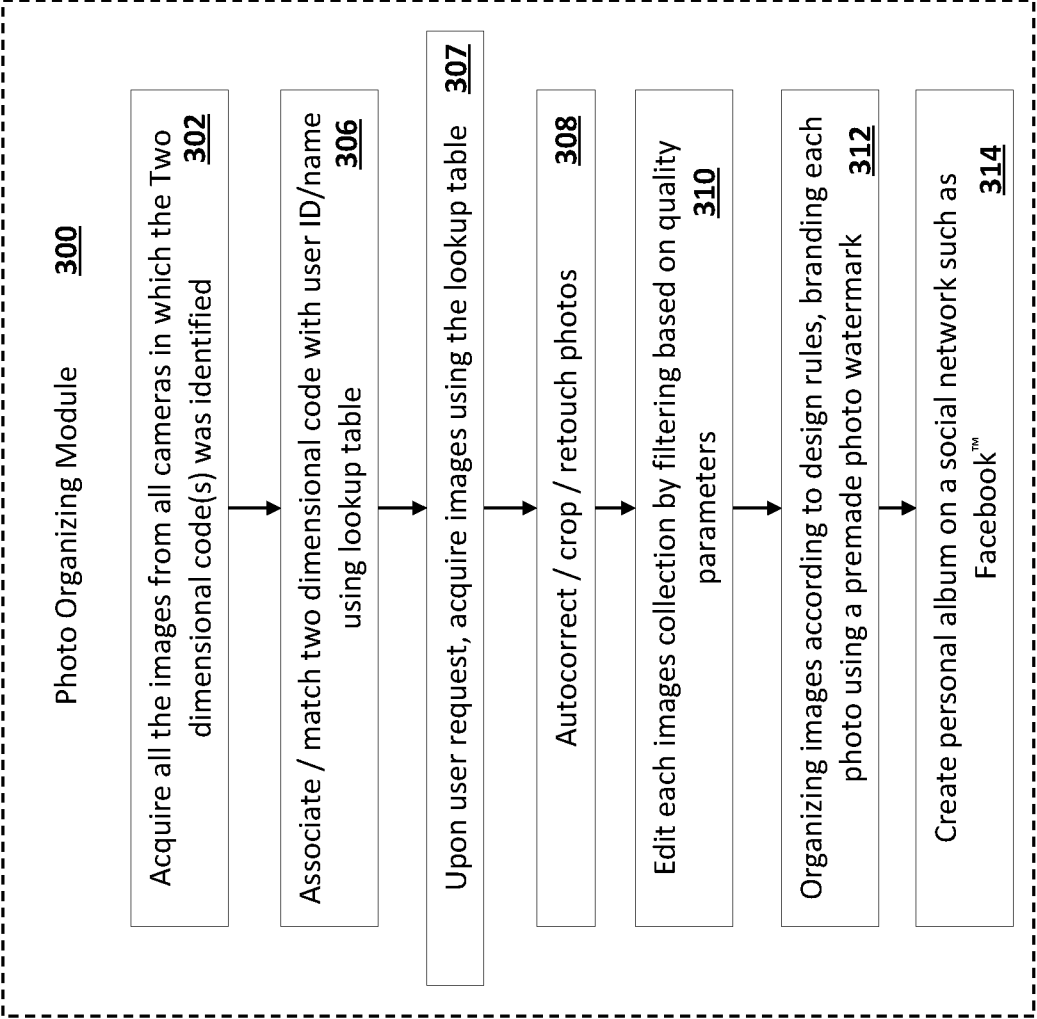 Photo Organizing Module 300
Acquire all the images from all cameras in which the Two
dimensional code(s) was identified 302
Associate / match two dimensional code with user ID/name
using lookup table 306
Upon user request, acquire images using the lookup table 307
Autocorrect / crop / retouch photos 308
Edit each images collection by filtering based on quality
parameters 310
Organizing images according to design rules, branding each
photo using a premade photo watermark 312
Create personal album on a social network such as
Facebook™ 314